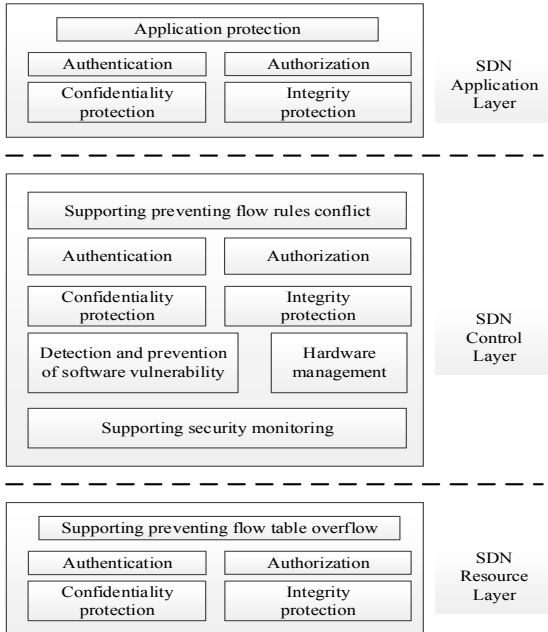 Application protection
Authentication
Authorization
Confidentiality
protection
Integrity
protection
SDN
Application
Layer
Supporting preventing flow rules conflict
Authentication
Authorization
Confidentiality
protection
Integrity
protection
Detection and prevention
of software vulnerability
Hardware
management
Supporting security monitoring
SDN
Control
Layer
Supporting preventing flow table overflow
Authentication
Authorization
Confidentiality
protection
Integrity
protection
SDN
Resource
Layer